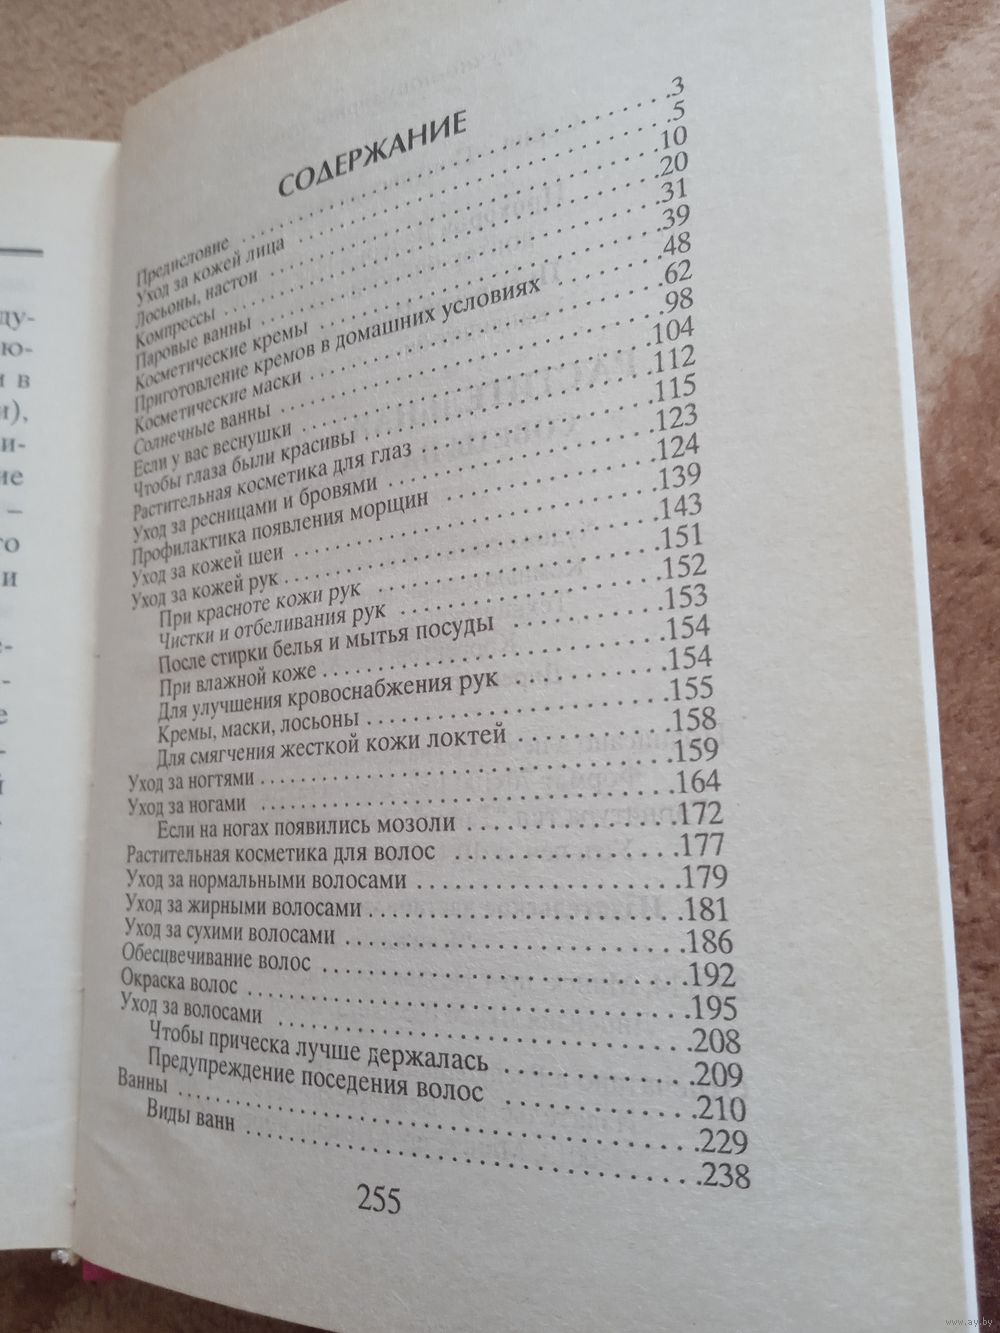 ду-
ю-
и в
и),
и-
ие
–
го
и
е-
-
е
-
й
СОДЕРЖАНИЕ
Предисловие . . . . . . . . . . . . . . . . . . . . . . . . . . . . .3
Уход за кожей лица . . . . . . . . . . . . . . . . . . . . . . . . .5
Лосьоны, настои . . . . . . . . . . . . . . . . . . . . . . . . . .10
Компрессы . . . . . . . . . . . . . . . . . . . . . . . . . . . . .20
Паровые ванны . . . . . . . . . . . . . . . . . . . . . . . . . . .31
Косметические кремы . . . . . . . . . . . . . . . . . . . . . . .39
Приготовление кремов в домашних условиях . . . . . . .48
Косметические маски . . . . . . . . . . . . . . . . . . . . . . .62
Солнечные ванны . . . . . . . . . . . . . . . . . . . . . . . . .98
Если у вас веснушки . . . . . . . . . . . . . . . . . . . . . . .104
Чтобы глаза были красивы . . . . . . . . . . . . . . . . . . .112
Растительная косметика для глаз . . . . . . . . . . . . . . .115
Уход за ресницами и бровями . . . . . . . . . . . . . . . . .123
Профилактика появления морщин . . . . . . . . . . . . . .124
Уход за кожей шеи . . . . . . . . . . . . . . . . . . . . . . . .139
Уход за кожей рук . . . . . . . . . . . . . . . . . . . . . . . .143
При красноте кожи рук . . . . . . . . . . . . . . . . . . .151
Чистки и отбеливания рук . . . . . . . . . . . . . . . . .152
После стирки белья и мытья посуды . . . . . . . . . .153
При влажной коже . . . . . . . . . . . . . . . . . . . . . .154
Для улучшения кровоснабжения рук . . . . . . . . . .154
Кремы, маски, лосьоны . . . . . . . . . . . . . . . . . . .155
Для смягчения жесткой кожи локтей . . . . . . . . . .158
Уход за ногтями . . . . . . . . . . . . . . . . . . . . . . . . . .159
Уход за ногами . . . . . . . . . . . . . . . . . . . . . . . . . .164
Если на ногах появились мозоли . . . . . . . . . . . . .172
Растительная косметика для волос . . . . . . . . . . . . . .177
Уход за нормальными волосами . . . . . . . . . . . . . . . .179
Уход за жирными волосами . . . . . . . . . . . . . . . . . . .181
Уход за сухими волосами . . . . . . . . . . . . . . . . . . . .186
Обесцвечивание волос . . . . . . . . . . . . . . . . . . . . . .192
Окраска волос . . . . . . . . . . . . . . . . . . . . . . . . . . .195
Уход за волосами . . . . . . . . . . . . . . . . . . . . . . . . .208
Чтобы прическа лучше держалась . . . . . . . . . . . .209
Предупреждение поседения волос . . . . . . . . . . . .210
Ванны . . . . . . . . . . . . . . . . . . . . . . . . . . . . . . . .229
Виды ванн . . . . . . . . . . . . . . . . . . . . . . . . . . .238
255
www.ay.by